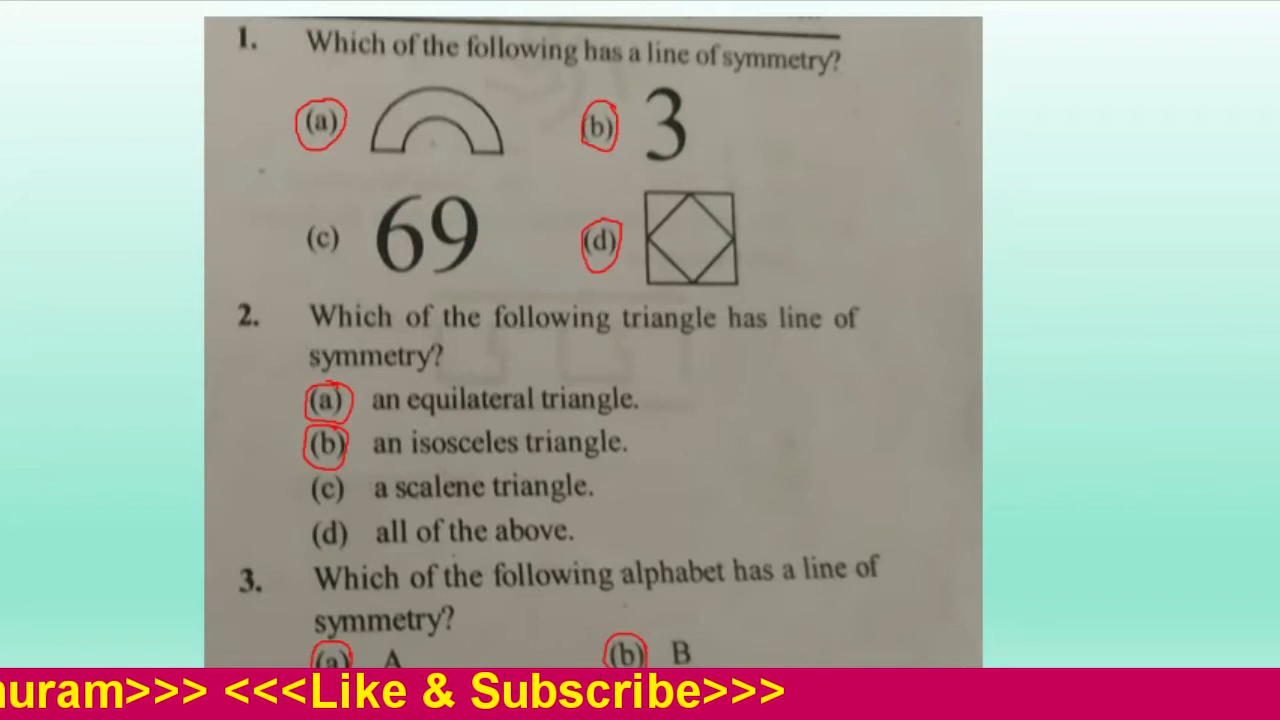 1. Which of the following has a line of symmetry?
(a) (b) 3
(c) 69 (d)
2. Which of the following triangle has line of
symmetry?
(a) an equilateral triangle.
(b) an isosceles triangle.
(c) a scalene triangle.
(d) all of the above.
3. Which of the following alphabet has a line of
symmetry?
(a) A (b) B
uram>>> <<<Like & Subscribe>>>